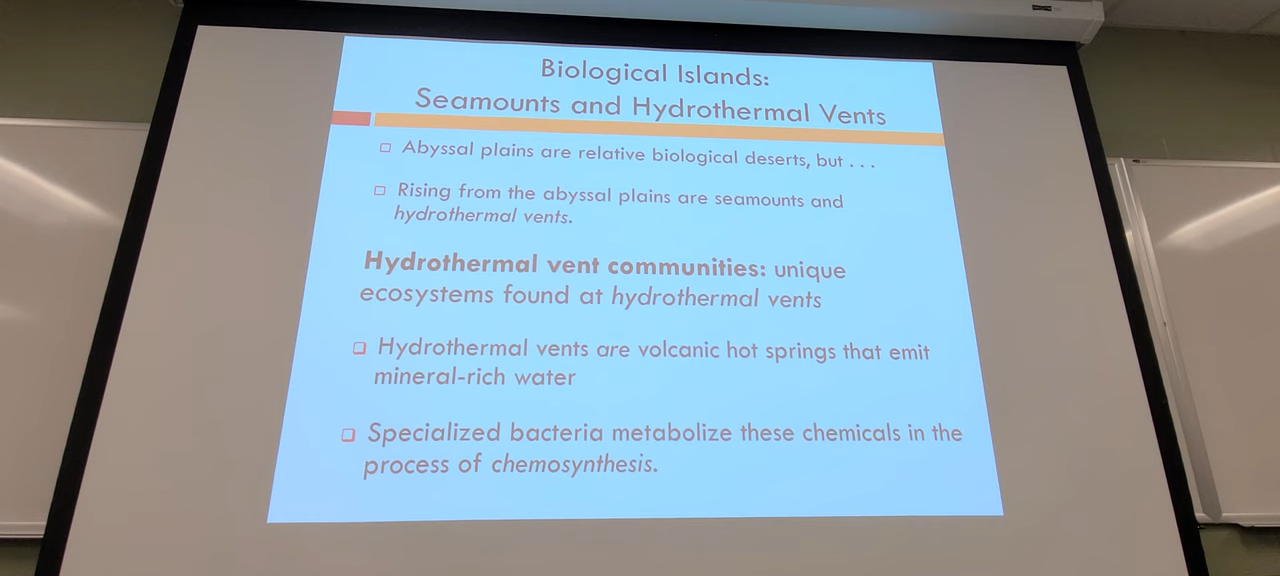 Biological Islands:
Seamounts and Hydrothermal Vents
Abyssal plains are relative biological deserts, but . . .
Rising from the abyssal plains are seamounts and
hydrothermal vents.
Hydrothermal vent communities: unique
ecosystems found at hydrothermal vents
Hydrothermal vents are volcanic hot springs that emit
mineral-rich water
Specialized bacteria metabolize these chemicals in the
process of chemosynthesis.